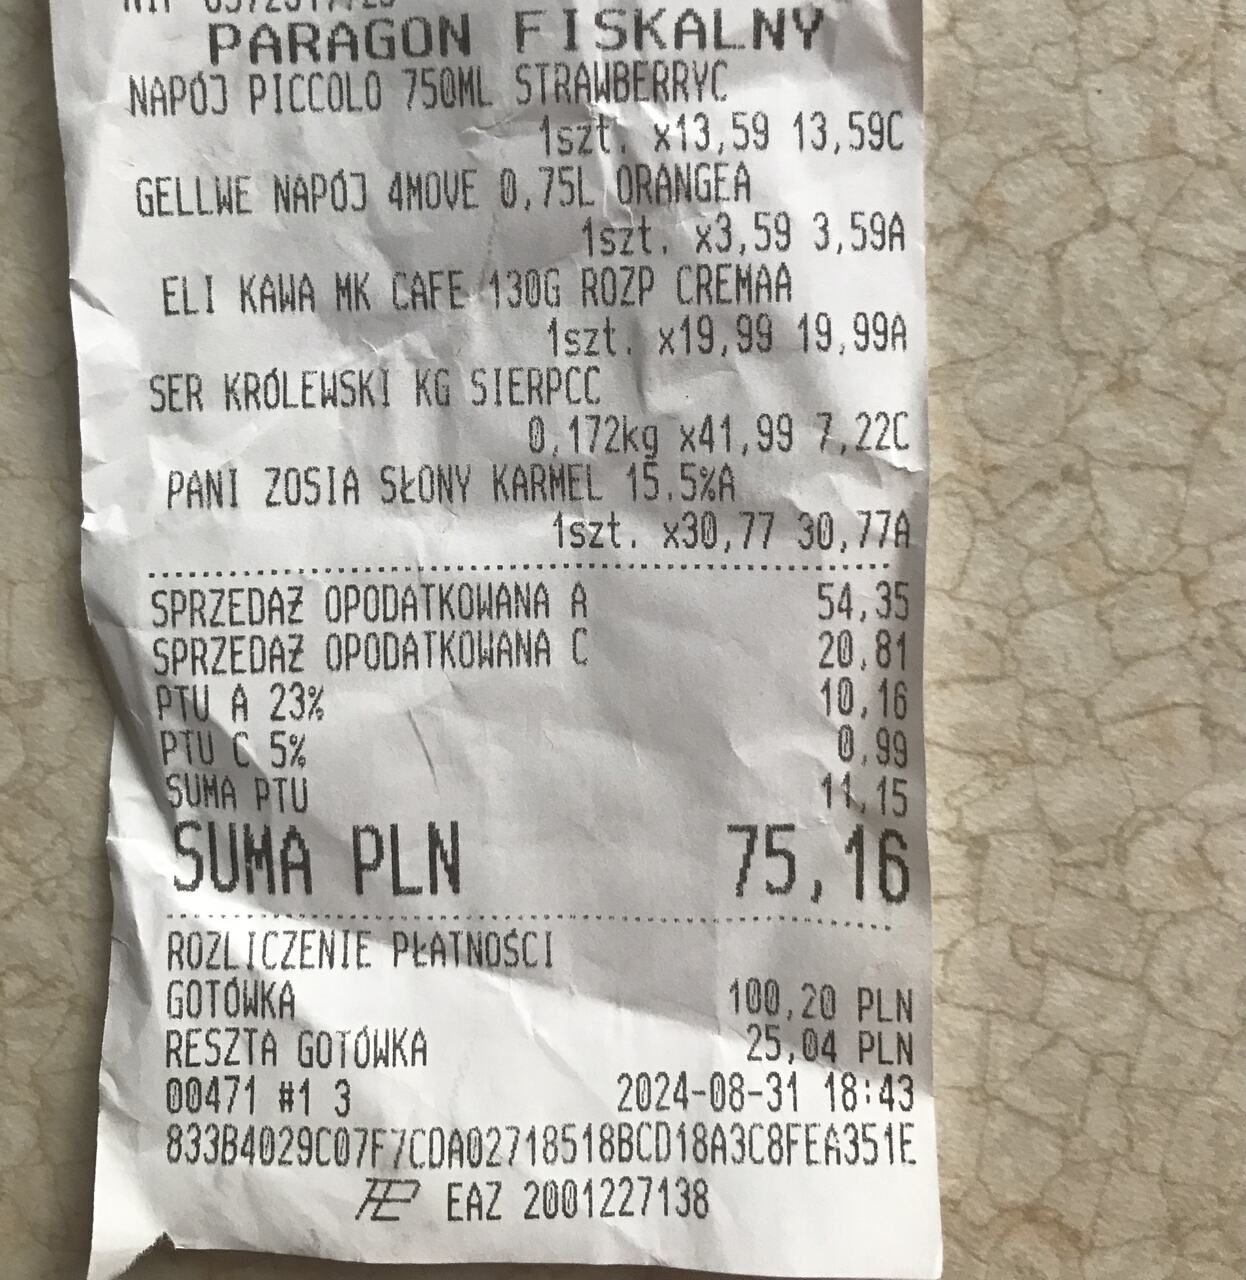 PARAGON FISKALNY
NAPÓJ PICCOLO 750ML STRAWBERRYC
1szt. x13,59 13,59C
GELLWE NAPÓJ 4MOVE 0,75L ORANGEA
1szt. x3,59 3,59A
ELI KAWA MK CAFE 130G ROZP CREMAA
1szt. x19,99 19,99A
SER KRÓLEWSKI KG SIERPCC
0,172kg x41,99 7,22C
PANI ZOSIA SŁONY KARMEL 15.5%A
1szt. x30,77 30,77A
SPRZEDAŻ OPODATKOWANA A 54,35
SPRZEDAŻ OPODATKOWANA C 20,81
PTU A 23% 10,16
PTU C 5% 0,99
SUMA PTU 11,15
SUMA PLN 75,16
ROZLICZENIE PŁATNOŚCI
GOTÓWKA 100,20 PLN
RESZTA GOTÓWKA 25,04 PLN
00471 #1 3 2024-08-31 18:43
833B4029C07F7CDA02718518BCD18A3C8FEA351E
EAZ 2001227138